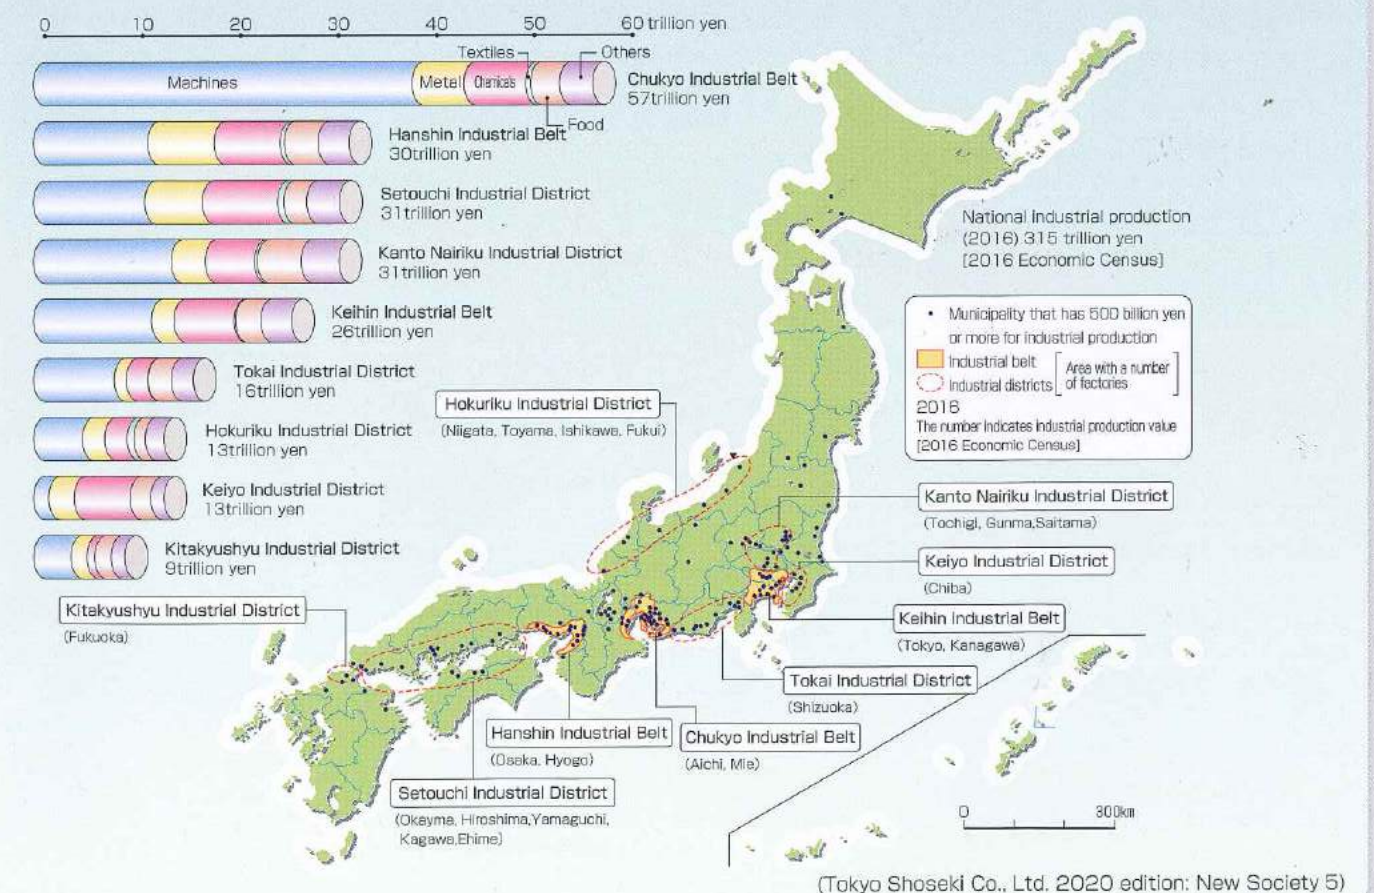 0 10 20 30 40 50 60 trillion yen
Textiles
Others
Machines
Metal
Chemicals
Food
Chukyo Industrial Belt
57trillion yen
Hanshin Industrial Belt
30trillion yen
Setouchi Industrial District
31trillion yen
Kanto Nairiku Industrial District
31trillion yen
Keihin Industrial Belt
26trillion yen
Tokai Industrial District
16trillion yen
Hokuriku Industrial District
13trillion yen
Keiyo Industrial District
13trillion yen
Kitakyushyu Industrial District
9trillion yen
National industrial production
(2016) 315 trillion yen
[2016 Economic Census]
Municipality that has 500 billion yen
or more for industrial production
Industrial belt
Industrial districts
Area with a number
of factories
2016
The number indicates industrial production value
[2016 Economic Census]
Hokuriku Industrial District
(Niigata, Toyama, Ishikawa, Fukui)
Kanto Nairiku Industrial District
(Tochigi, Gunma,Saitama)
Keiyo Industrial District
(Chiba)
Keihin Industrial Belt
(Tokyo, Kanagawa)
Tokai Industrial District
(Shizuoka)
Kitakyushyu Industrial District
(Fukuoka)
Hanshin Industrial Belt
(Osaka, Hyogo)
Chukyo Industrial Belt
(Aichi, Mie)
Setouchi Industrial District
(Okayma, Hiroshima,Yamaguchi,
Kagawa,Ehime)
0 300km
(Tokyo Shoseki Co., Ltd. 2020 edition: New Society 5)